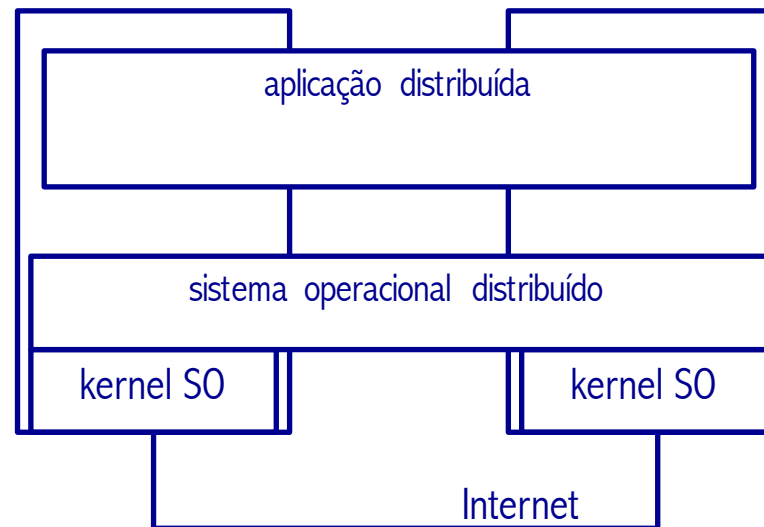 aplicação distribuída
sistema operacional distribuído
kernel SO
kernel SO
Internet